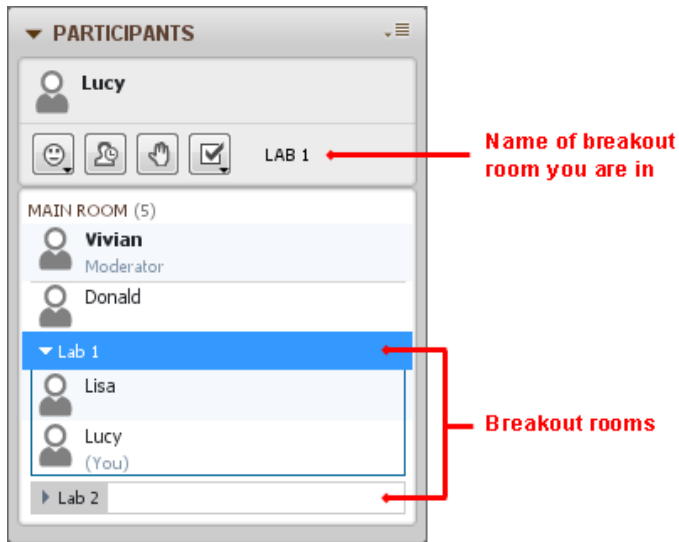 PARTICIPANTS
Lucy
LAB 1
Name of breakout
room you are in
MAIN ROOM (5)
Vivian
Moderator
Donald
Lab 1
Lisa
Lucy
(You)
Breakout rooms
Lab 2